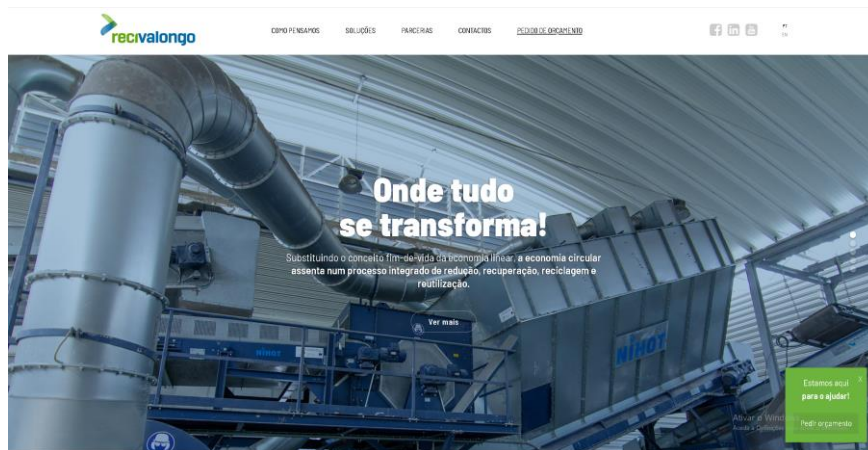 recivalongo
COMO PENSAMOS SOLUÇÕES PARCERIAS CONTACTOS PEDIDO DE ORÇAMENTO
PT
Onde tudo
se transforma!
Substituindo o conceito fim-de-vida da economia linear, a economia circular
assenta num processo integrado de redução, recuperação, reciclagem e
reutilização.
Ver mais
NIHOT
NIHOT
X
Estamos aqui
para o ajudar!
Ativar o Windows
Pedir orçamento